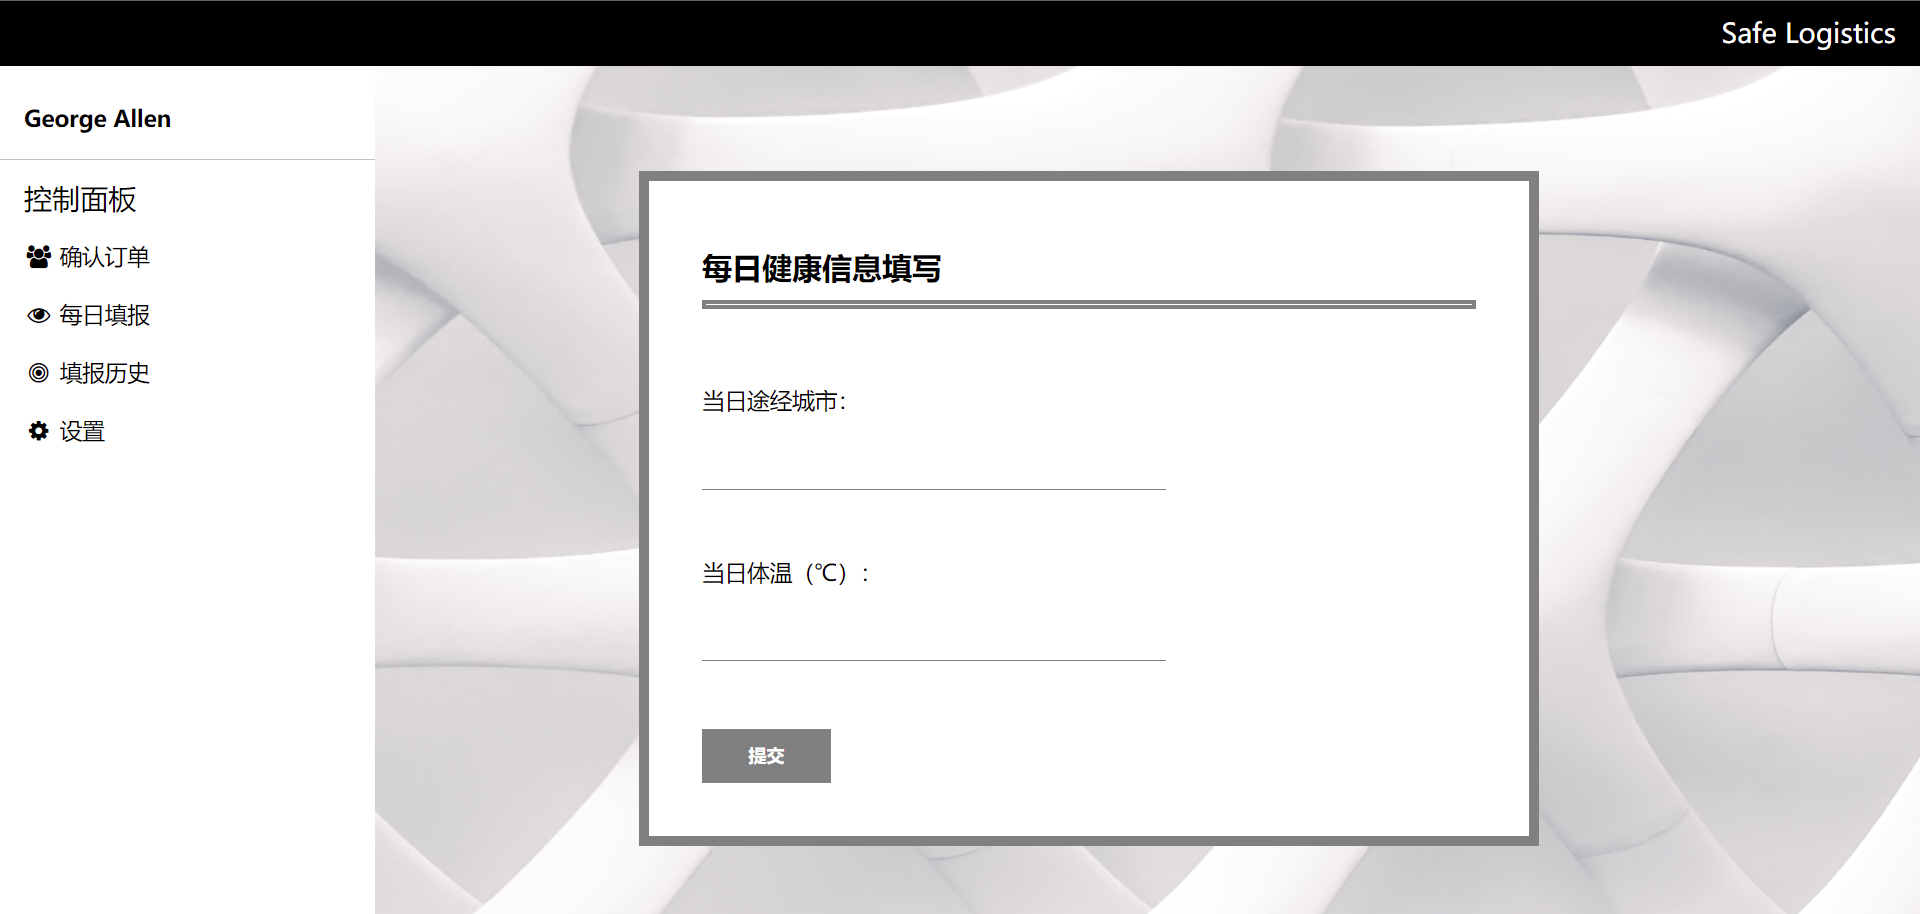 Safe Logistics
George Allen
控制面板
确认订单
每日填报
填报历史
设置
每日健康信息填写
当日途经城市：
当日体温（℃）：
提交